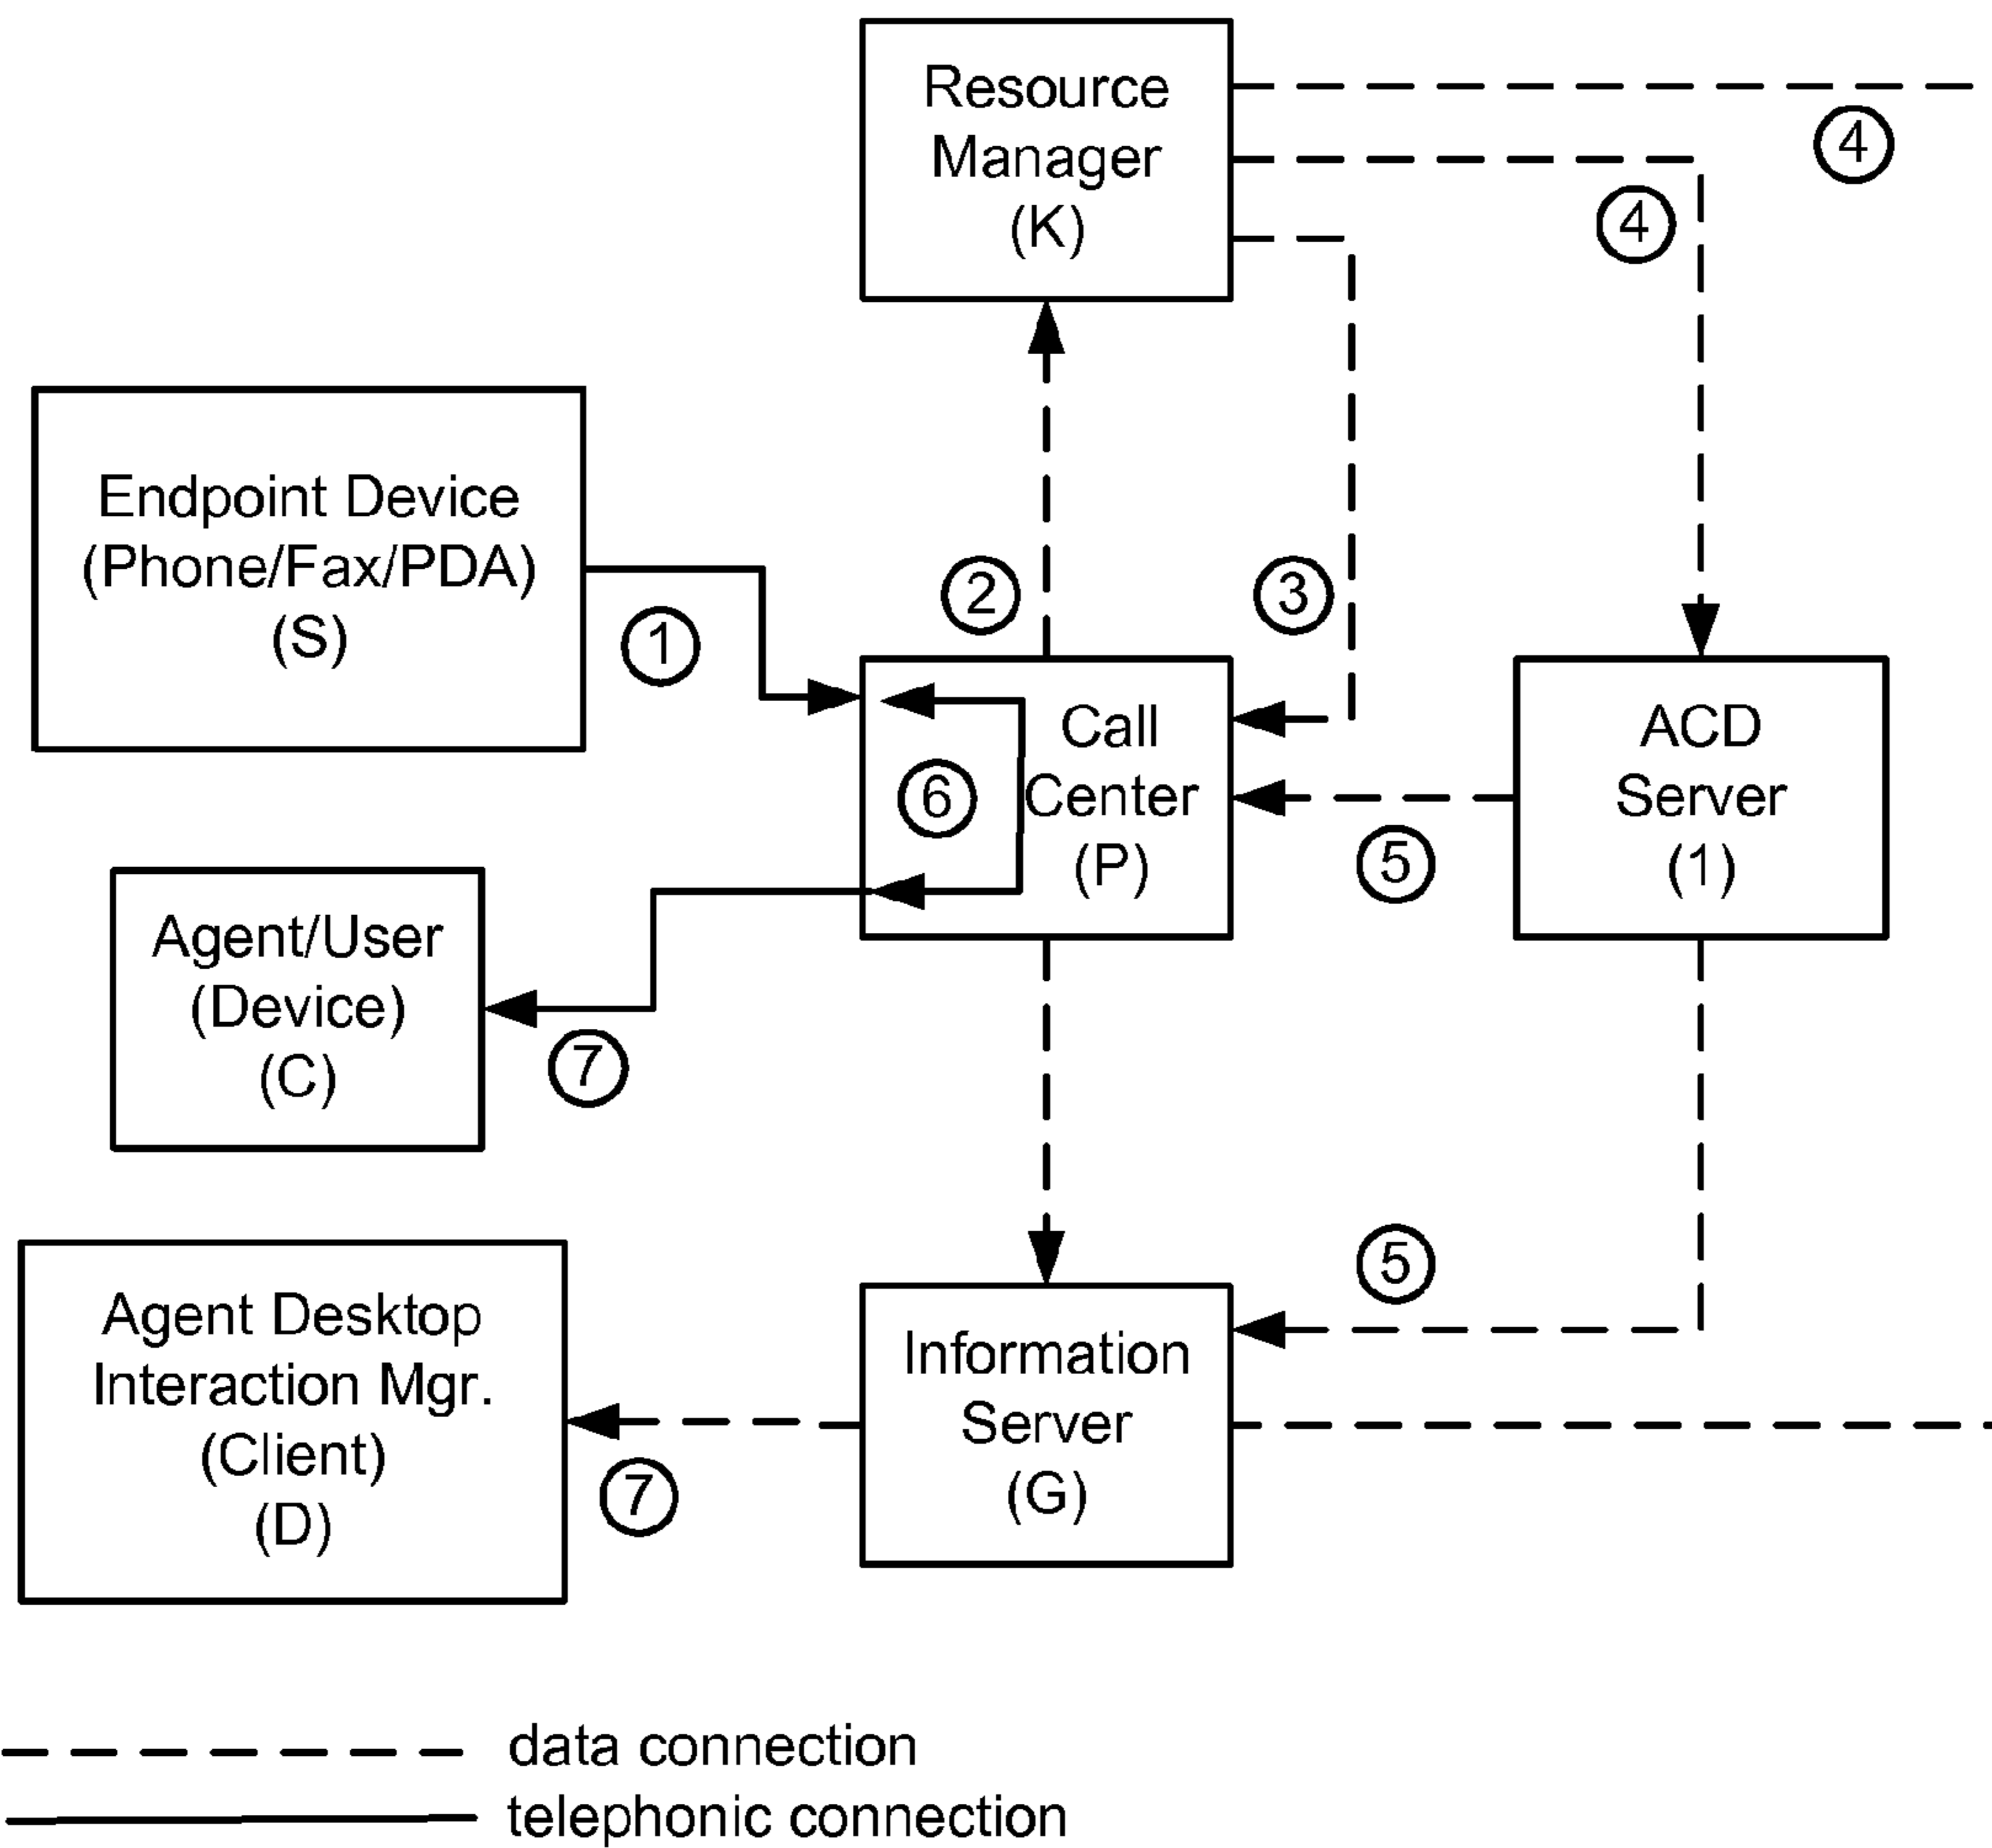 Resource
Manager
(K)
4
4
Endpoint Device
(Phone/Fax/PDA)
(S)
1
2
3
Call
Center
(P)
6
ACD
Server
(1)
5
Agent/User
(Device)
(C)
7
5
Agent Desktop
Interaction Mgr.
(Client)
(D)
7
Information
Server
(G)
data connection
telephonic connection